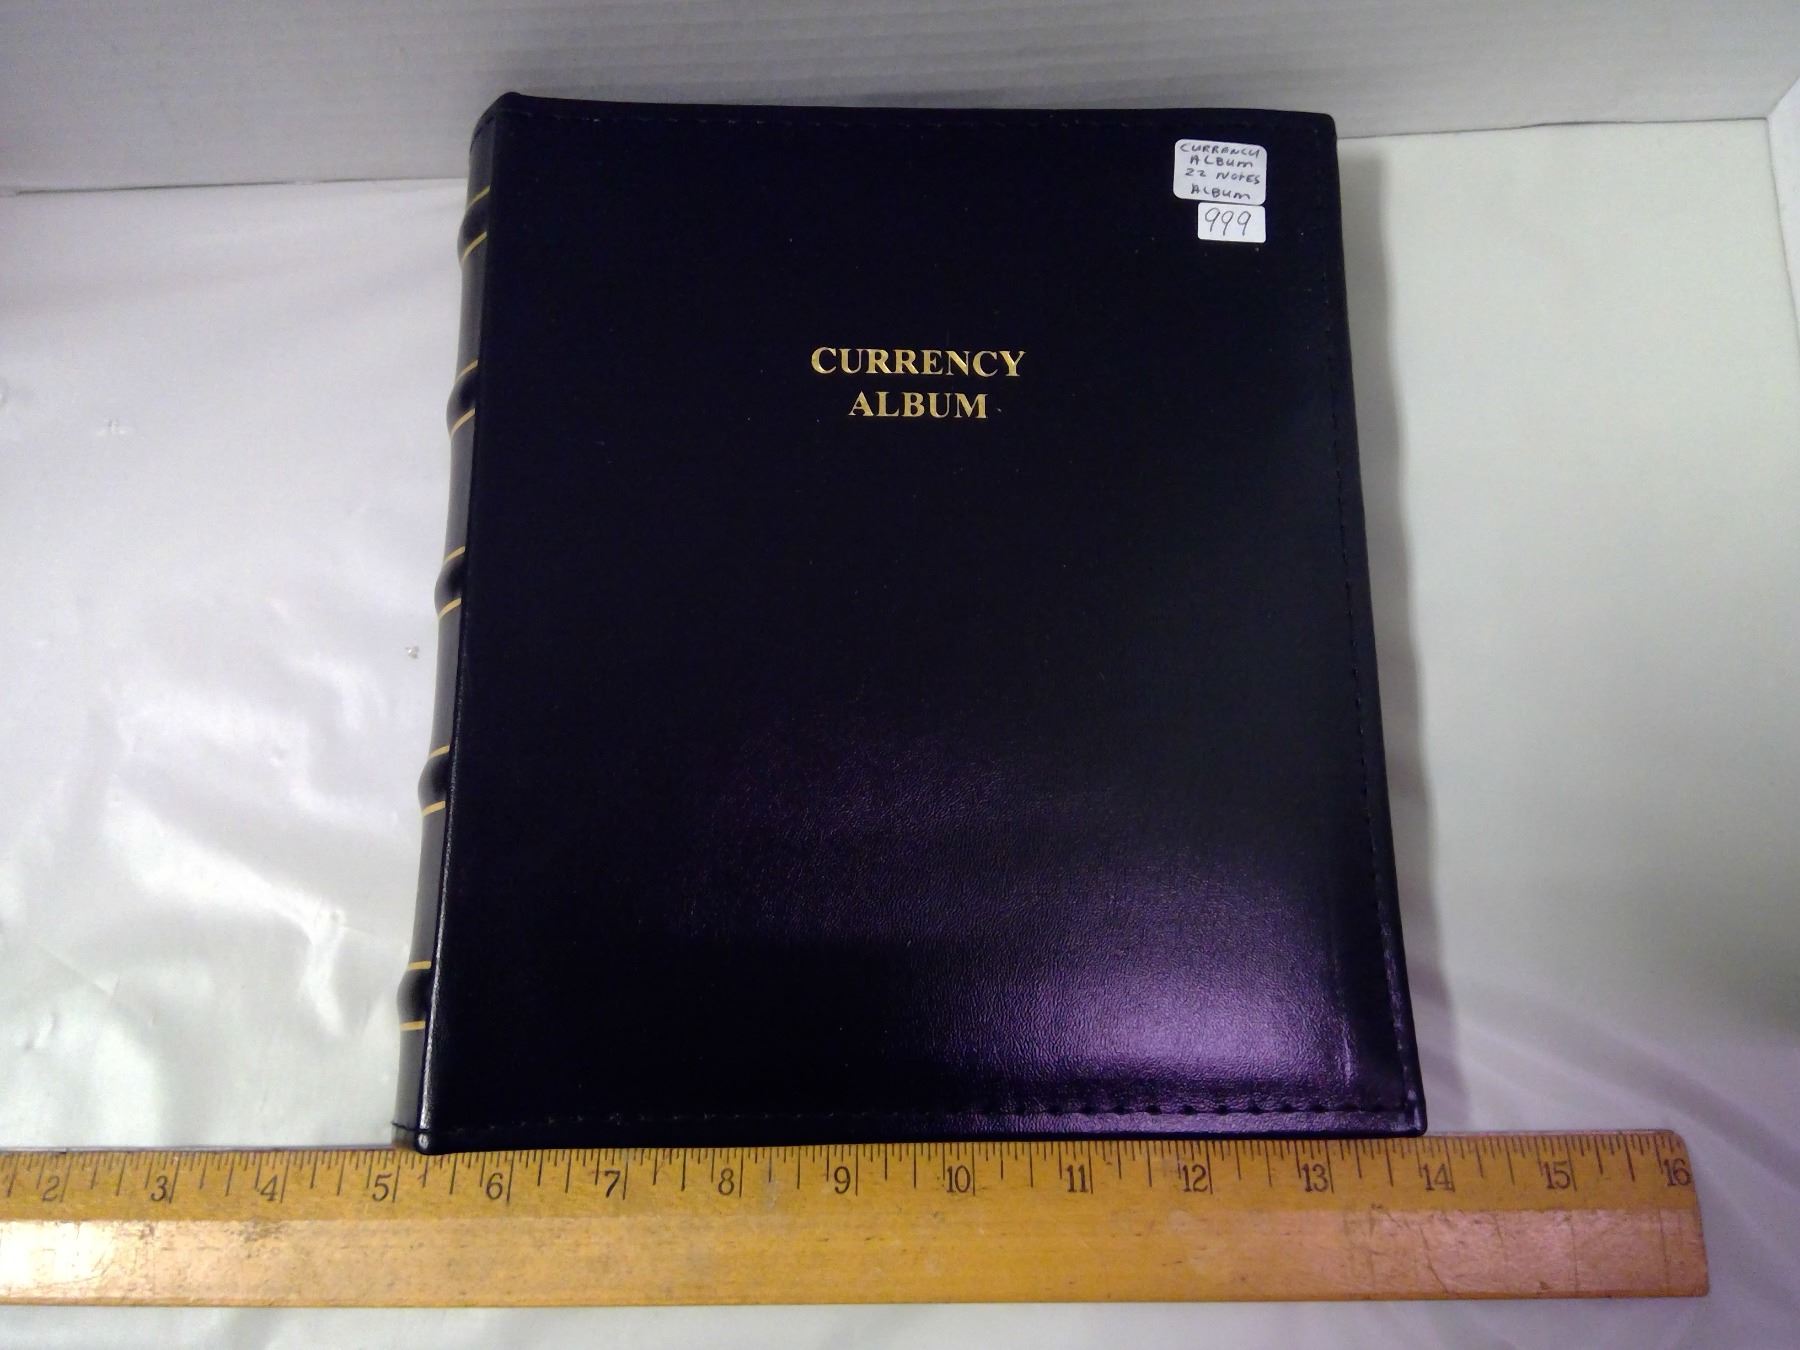 CURRANCY
ALBUM
22 NOTES
ALBUM
999
CURRENCY
ALBUM
1 2 3 4 5 6 7 8 9 10 11 12 13 14 15 16